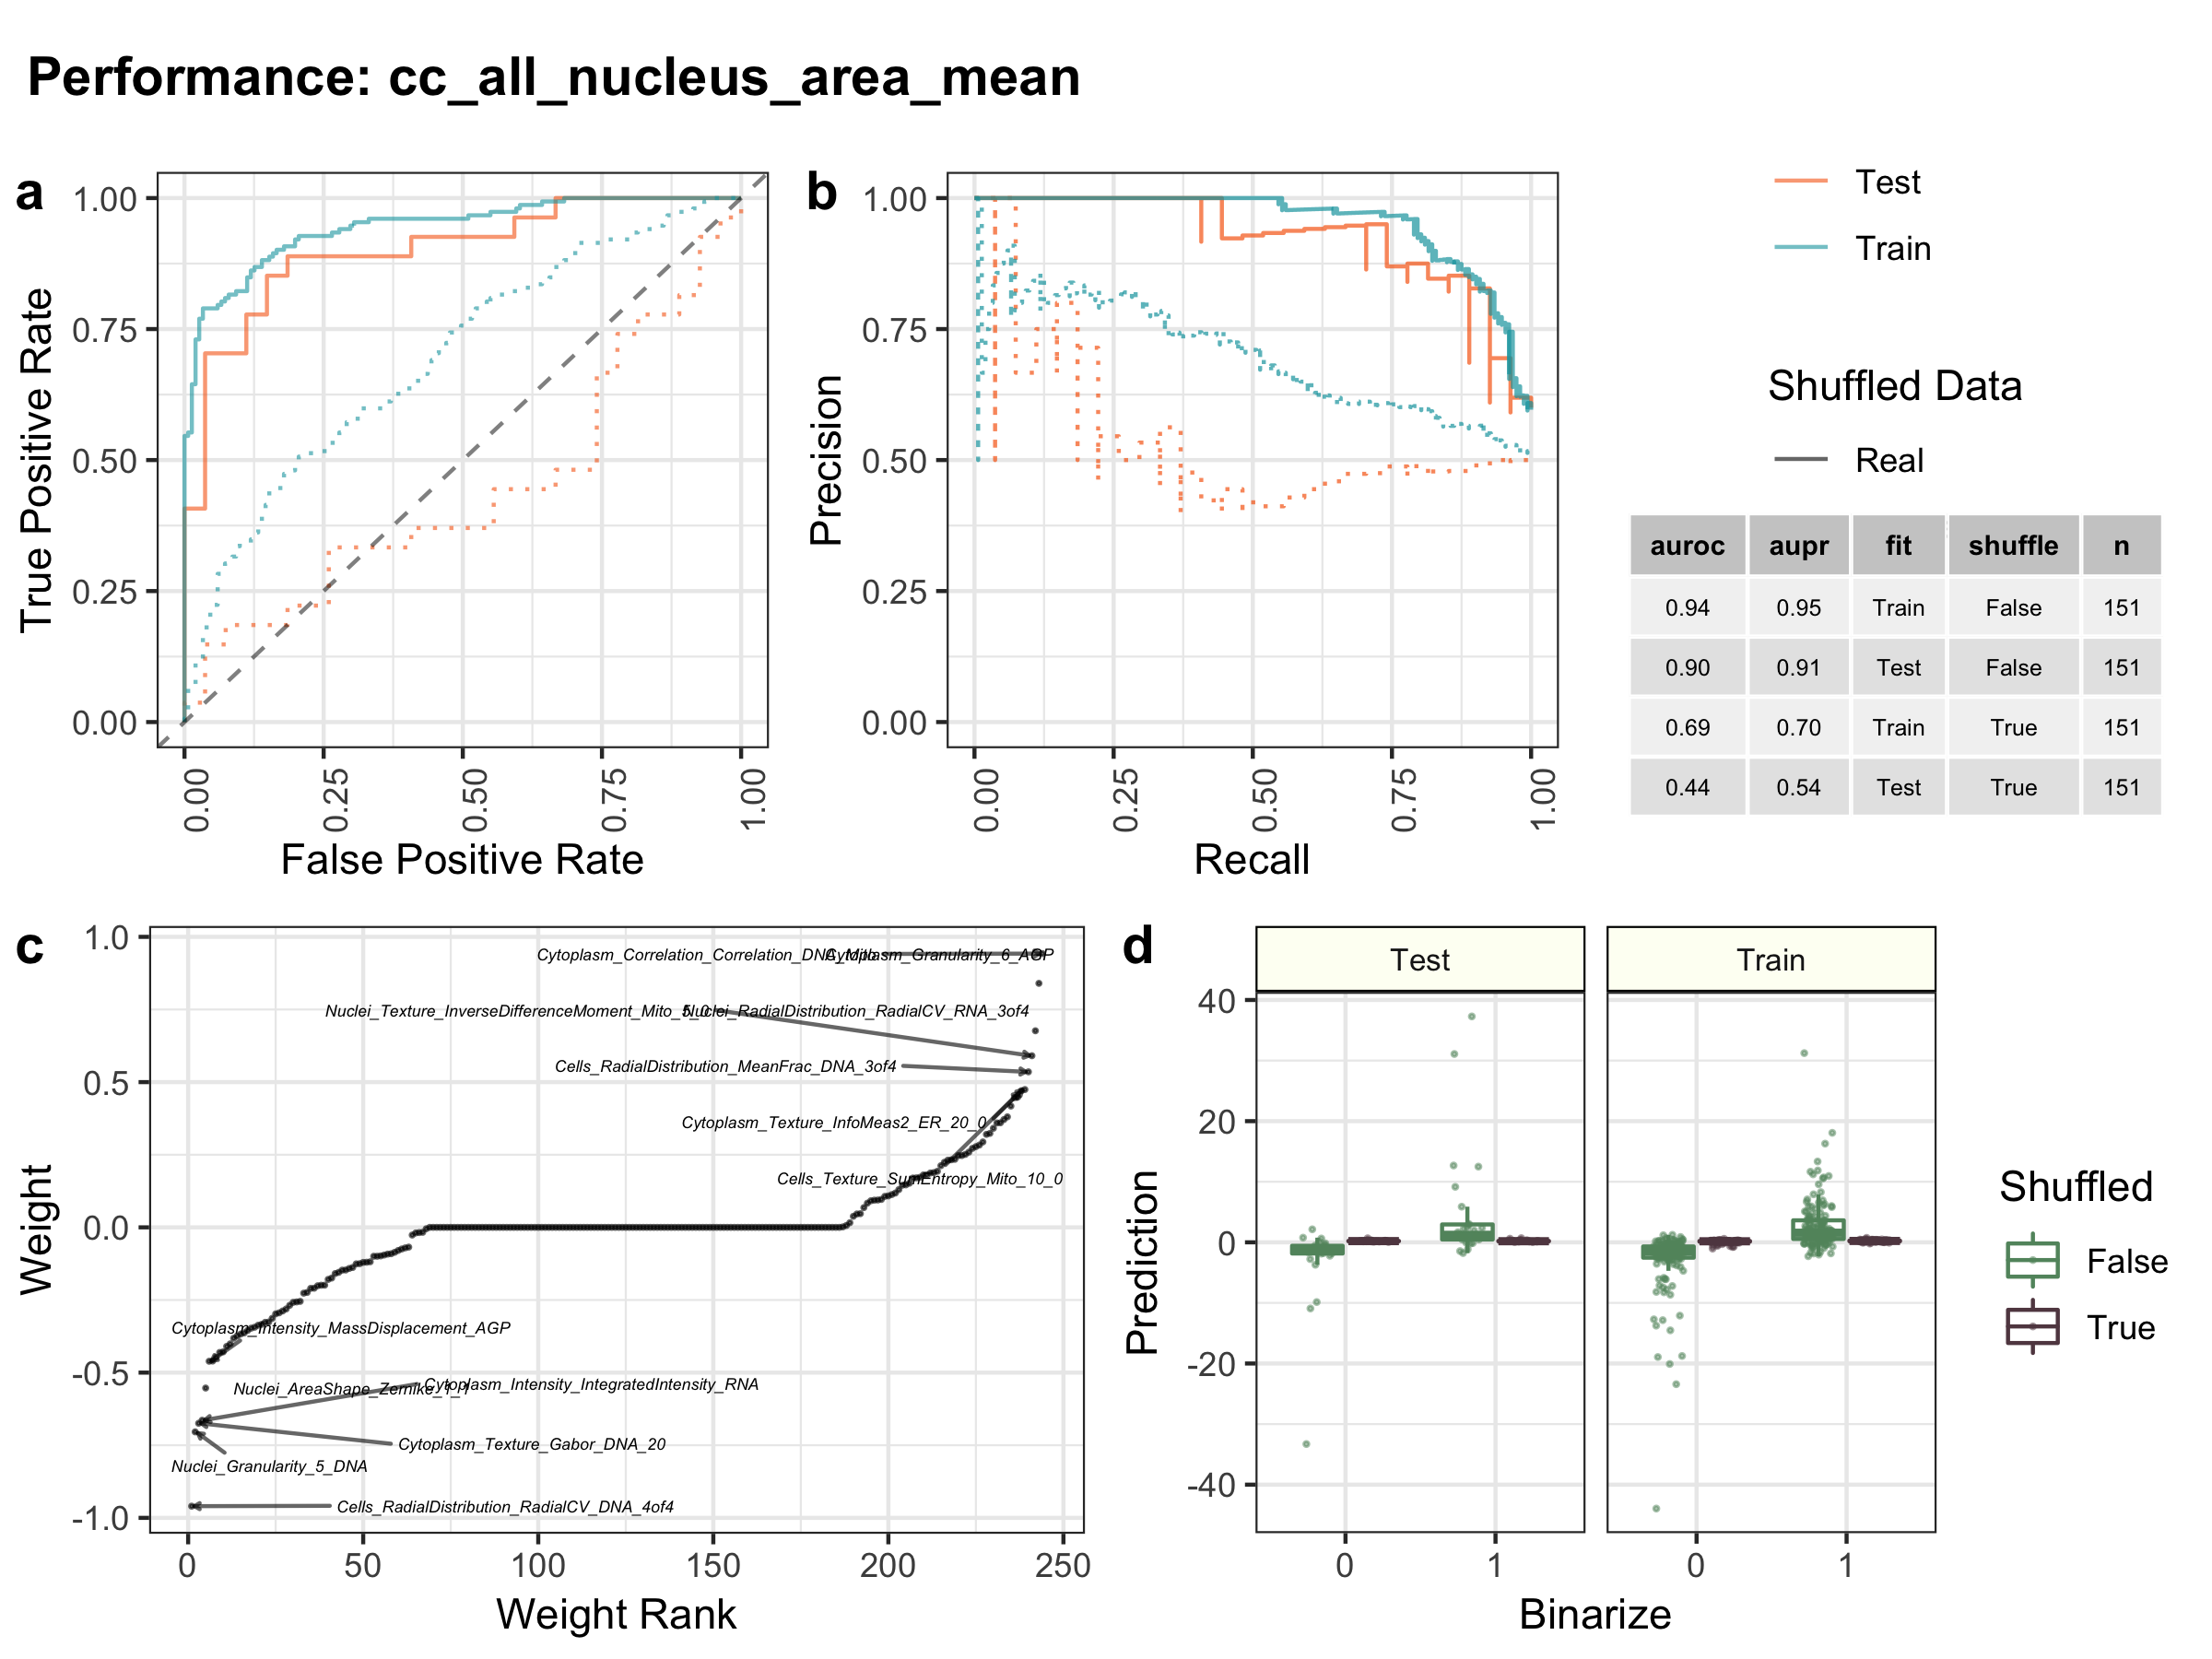 Performance: cc_all_nucleus_area_mean
a
1.00
0.75
0.50
0.25
0.00
True Positive Rate
0.00
0.25
0.50
0.75
1.00
False Positive Rate
b
1.00
0.75
0.50
0.25
0.00
Precision
0.00
0.25
0.50
0.75
1.00
Recall
Test
Train
Shuffled Data
Real
auroc aupr fit shuffle n
0.94 0.95 Train False 151
0.90 0.91 Test False 151
0.69 0.70 Train True 151
0.44 0.54 Test True 151
c
1.0
0.5
0.0
-0.5
-1.0
Weight
Cytoplasm_Correlation_Correlation_DNA_Mito
Cytoplasm_Granularity_6_AGP
Nuclei_Texture_InverseDifferenceMoment_Mito_5_0
Nuclei_RadialDistribution_RadialCV_RNA_3of4
Cells_RadialDistribution_MeanFrac_DNA_3of4
Cytoplasm_Texture_InfoMeas2_ER_20_0
Cells_Texture_SumEntropy_Mito_10_0
Cytoplasm_Intensity_MassDisplacement_AGP
Nuclei_AreaShape_Zernike_1_1
Cytoplasm_Intensity_IntegratedIntensity_RNA
Cytoplasm_Texture_Gabor_DNA_20
Nuclei_Granularity_5_DNA
Cells_RadialDistribution_RadialCV_DNA_4of4
0 50 100 150 200 250
Weight Rank
d
Test
Train
40
20
0
-20
-40
Prediction
0 1
0 1
Binarize
Shuffled
False
True